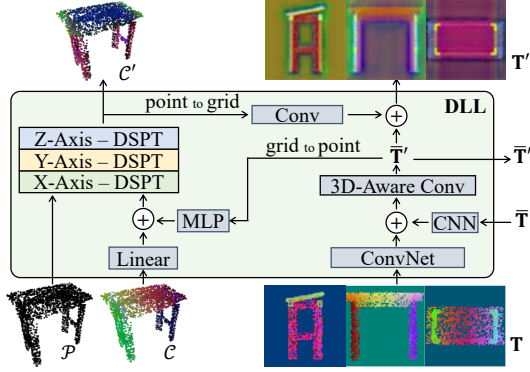 𝒞′
T′
DLL
point to grid
Conv
Z-Axis – DSPT
Y-Axis – DSPT
X-Axis – DSPT
grid to point
T̄′
T̄′
3D-Aware Conv
MLP
CNN
T̄
Linear
ConvNet
𝒫
𝒞
T